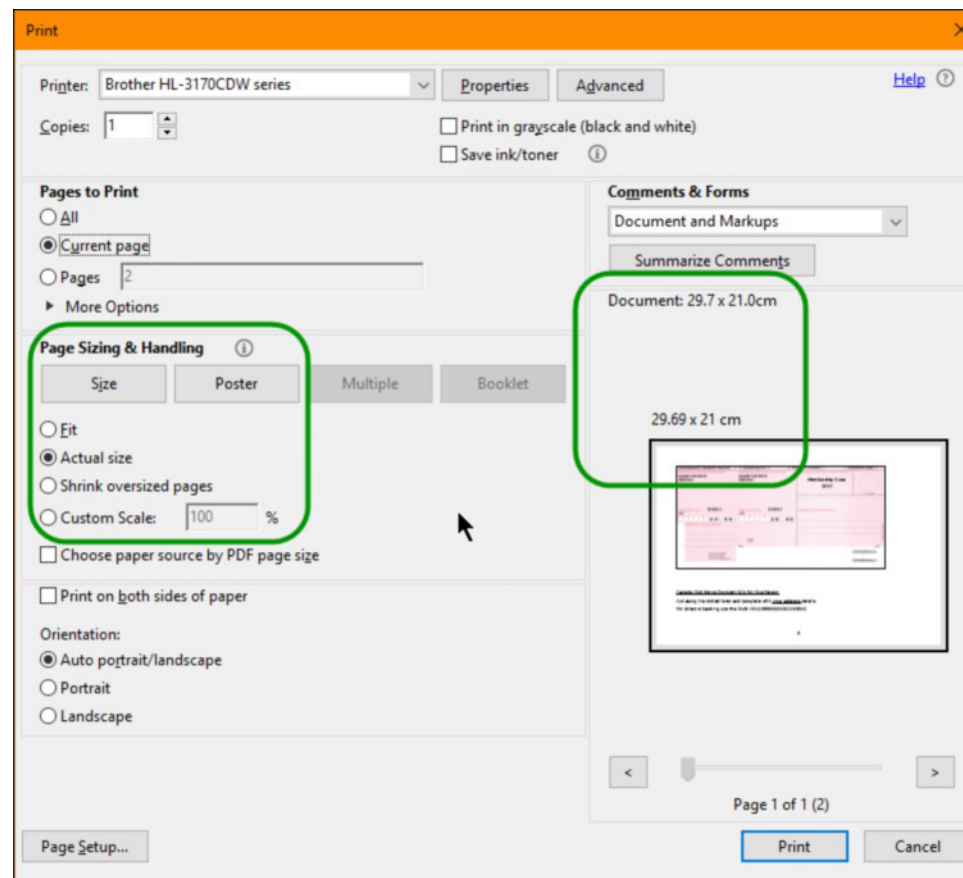 Print
Printer: Brother HL-3170CDW series Properties Advanced Help
Copies: 1 Print in grayscale (black and white)
Save ink/toner
Pages to Print
All
Current page
Pages 2
More Options
Page Sizing & Handling
Size Poster Multiple Booklet
Fit
Actual size
Shrink oversized pages
Custom Scale: 100 %
Choose paper source by PDF page size
Print on both sides of paper
Orientation:
Auto portrait/landscape
Portrait
Landscape
Comments & Forms
Document and Markups
Summarize Comments
Document: 29.7 x 21.0cm
29.69 x 21 cm
< >
Page 1 of 1 (2)
Page Setup... Print Cancel